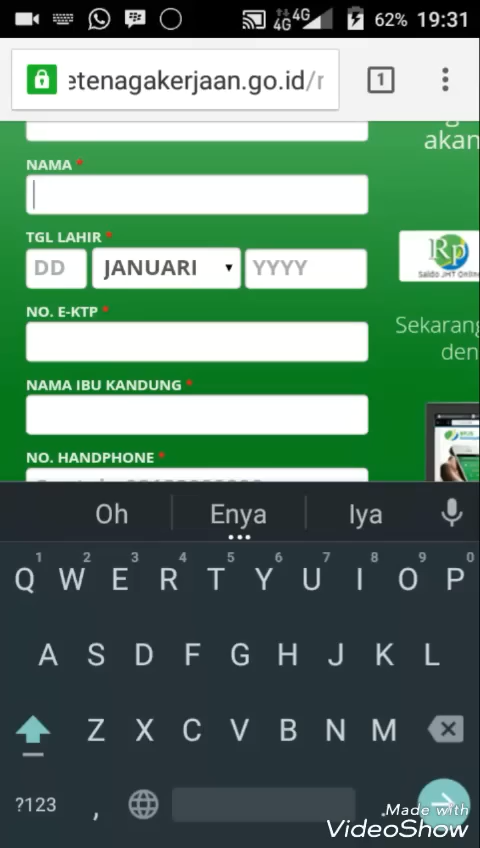 4G 4G 62% 19:31
etenagakerjaan.go.id/r
1
akan
NAMA *
TGL LAHIR *
DD JANUARI YYYY
Rp
Saldo JHT Online
NO. E-KTP *
Sekarang
den
NAMA IBU KANDUNG *
NO. HANDPHONE *
Oh Enya Iya
1 2 3 4 5 6 7 8 9 0
Q W E R T Y U I O P
A S D F G H J K L
Z X C V B N M
?123 , .
Made with
VideoShow